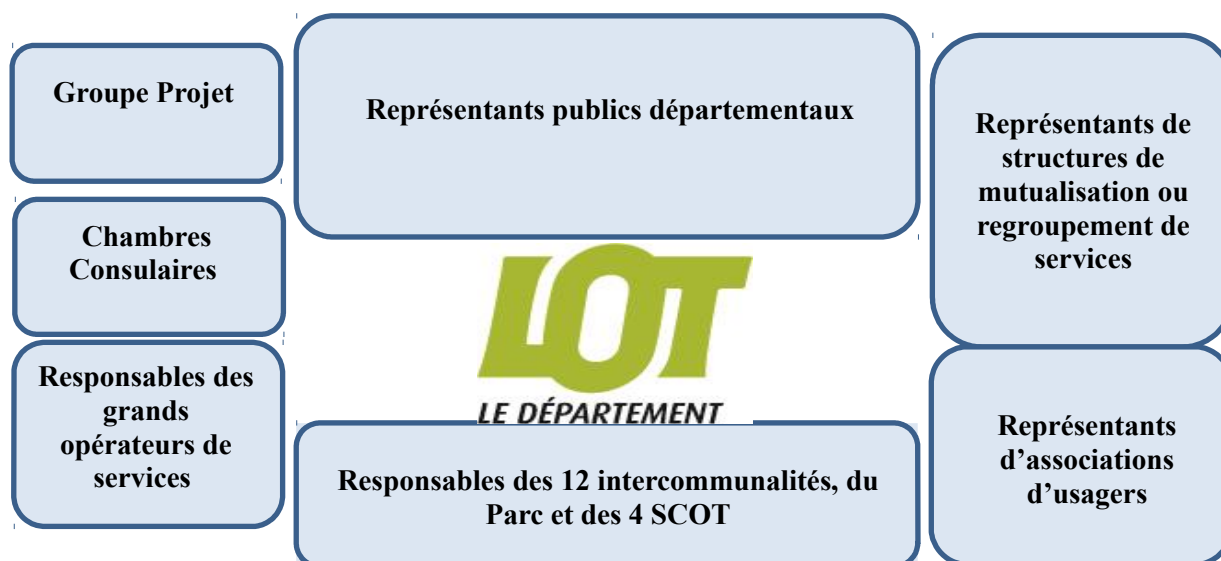 Groupe Projet
Chambres
Consulaires
Responsables des
grands
opérateurs de
services
Représentants publics départementaux
LOT
LE DÉPARTEMENT
Responsables des 12 intercommunalités, du
Parc et des 4 SCOT
Représentants de
structures de
mutualisation ou
regroupement de
services
Représentants
d’associations
d’usagers